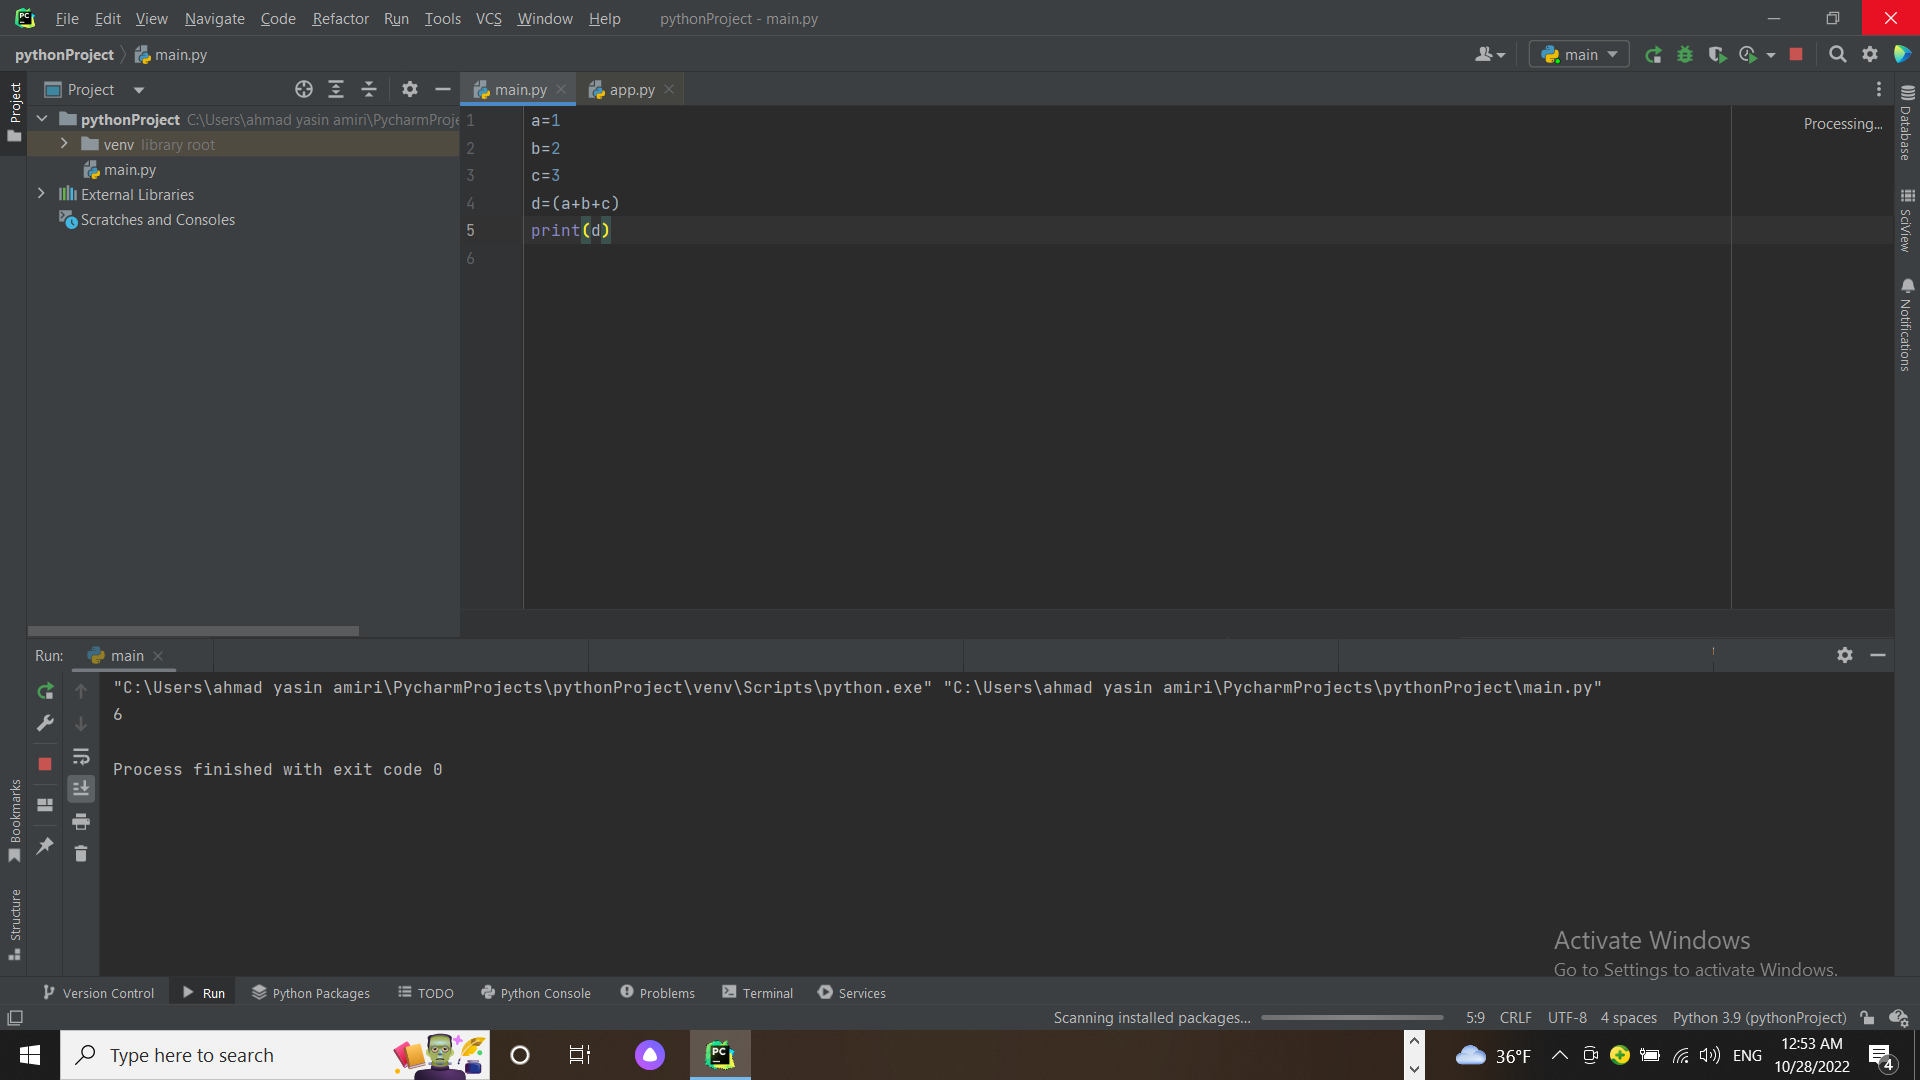 PC File Edit View Navigate Code Refactor Run Tools VCS Window Help pythonProject - main.py
pythonProject main.py main
Project main.py app.py
Project
pythonProject C:\Users\ahmad yasin amiri\PycharmProje
venv library root
main.py
External Libraries
Scratches and Consoles
1 a=1
2 b=2
3 c=3
4 d=(a+b+c)
5 print(d)
6
Processing...
Database
SciView
Notifications
Run: main
"C:\Users\ahmad yasin amiri\PycharmProjects\pythonProject\venv\Scripts\python.exe" "C:\Users\ahmad yasin amiri\PycharmProjects\pythonProject\main.py"
6
Process finished with exit code 0
Bookmarks
Structure
Activate Windows
Go to Settings to activate Windows.
Version Control Run Python Packages TODO Python Console Problems Terminal Services
Scanning installed packages... 5:9 CRLF UTF-8 4 spaces Python 3.9 (pythonProject)
Type here to search PC 36°F ENG 12:53 AM
10/28/2022 4